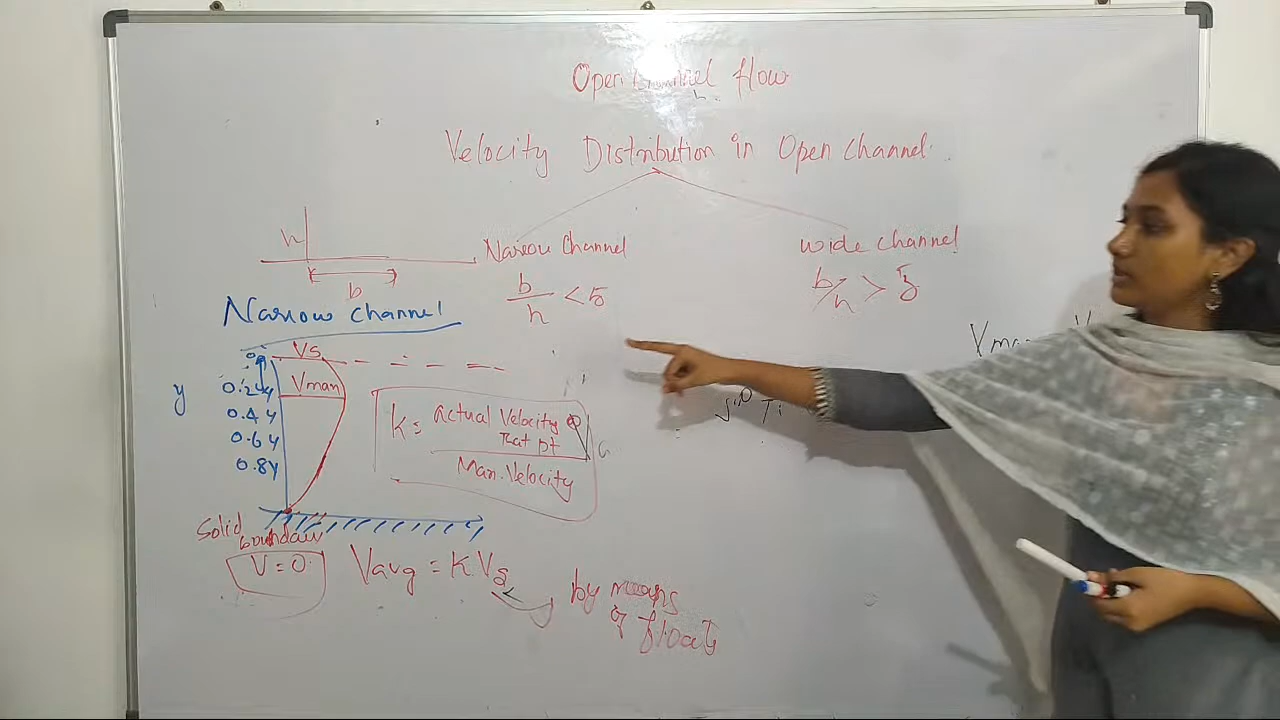 Open Channel flow
Velocity Distribution in Open channel.
h
b
Narrow Channel
b/h < 5
wide channel
b/h > 5
Narrow channel
Vs
0.2y
0.4y
0.6y
0.8y
y
Vmax
K = Actual Velocity
That pt
Max. Velocity
Solid
boundary
V = 0
Vavg = K.Vs
by means
of floats